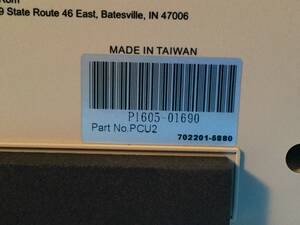 9 State Route 46 East, Batesville, IN 47006
MADE IN TAIWAN
P1605-01690
Part No.PCU2
702201-5880